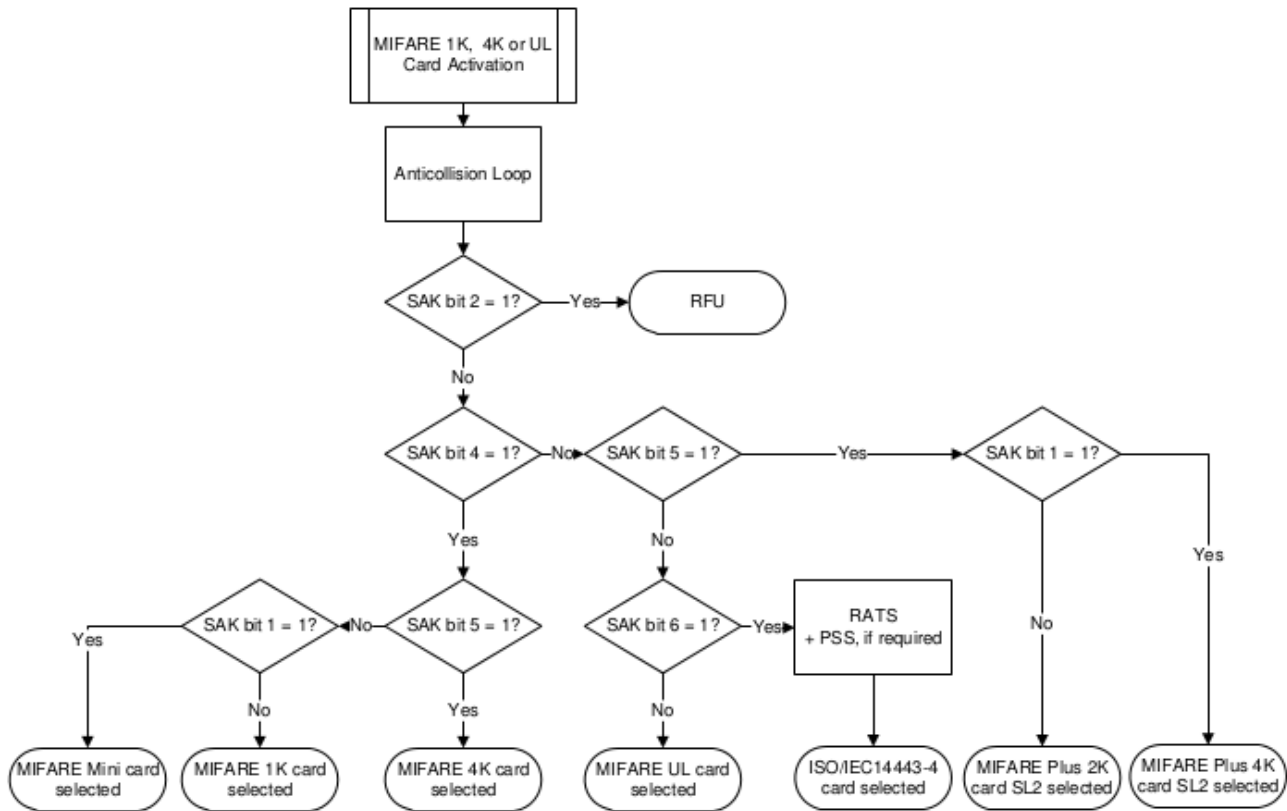 MIFARE 1K, 4K or UL
Card Activation
Anticollision Loop
SAK bit 2 = 1?
Yes
RFU
No
SAK bit 4 = 1?
No
SAK bit 5 = 1?
Yes
SAK bit 1 = 1?
Yes
No
Yes
SAK bit 1 = 1?
No
SAK bit 5 = 1?
SAK bit 6 = 1?
Yes
RATS
+ PSS, if required
Yes
No
No
Yes
No
MIFARE Mini card
selected
MIFARE 1K card
selected
MIFARE 4K card
selected
MIFARE UL card
selected
ISO/IEC14443-4
card selected
MIFARE Plus 2K
card SL2 selected
MIFARE Plus 4K
card SL2 selected